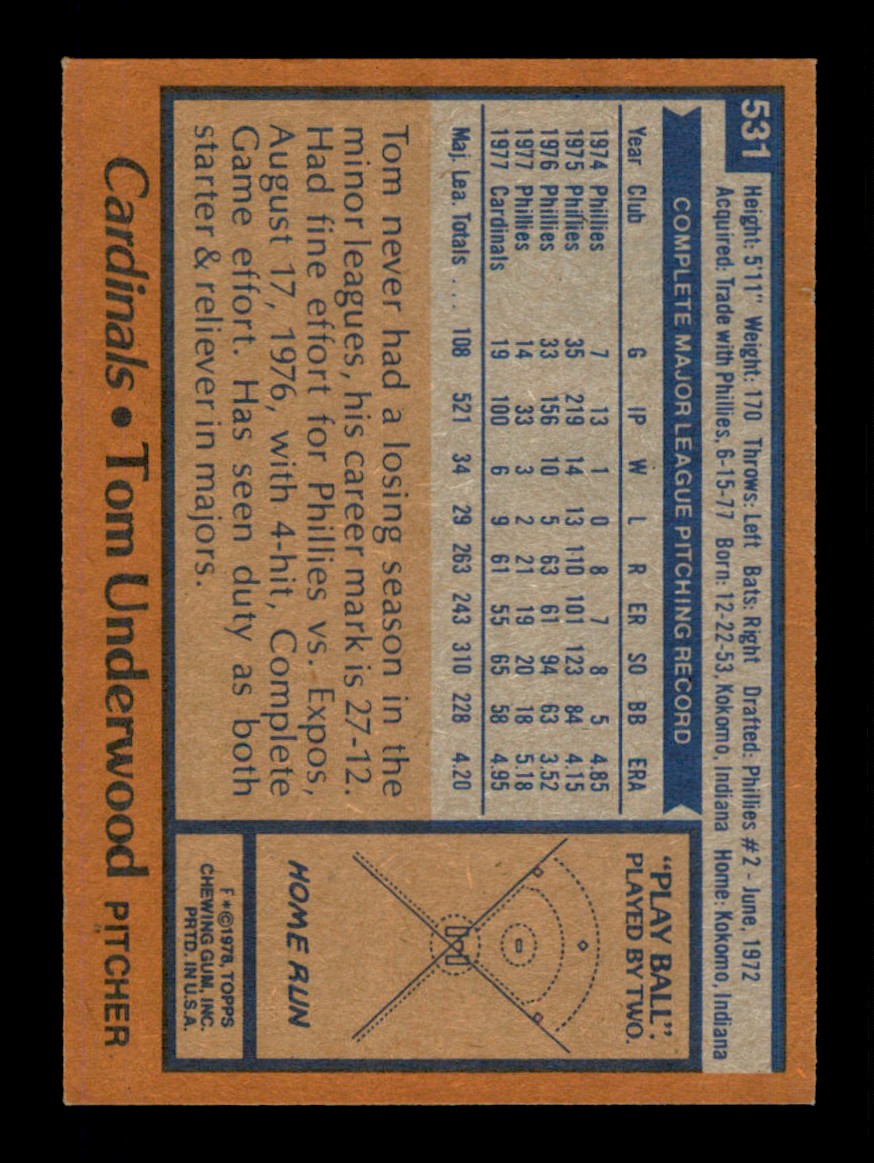 531
Height: 5'11" Weight: 170 Throws: Left Bats: Right Drafted: Phillies #2 - June, 1972
Acquired: Trade with Phillies, 6-15-77 Born: 12-22-53, Kokomo, Indiana Home: Kokomo, Indiana
COMPLETE MAJOR LEAGUE PITCHING RECORD
Year Club G IP W L R ER SO BB ERA
1974 Phillies 7 13 1 0 8 7 8 5 4.85
1975 Phillies 35 219 14 13 110 101 123 84 4.15
1976 Phillies 33 156 10 5 63 61 94 63 3.52
1977 Phillies 14 33 3 2 21 19 20 18 5.18
1977 Cardinals 19 100 6 9 61 55 65 58 4.95
Maj. Lea. Totals .... 108 521 34 29 263 243 310 228 4.20
Tom never had a losing season in the
minor leagues, his career mark is 27-12.
Had fine effort for Phillies vs. Expos,
August 17, 1976, with 4-hit, Complete
Game effort. Has seen duty as both
starter & reliever in majors.
"PLAY BALL".
PLAYED BY TWO.
HOME RUN
F *©1978, TOPPS
CHEWING GUM, INC.
PRTD. IN U.S.A.
Cardinals • Tom Underwood PITCHER